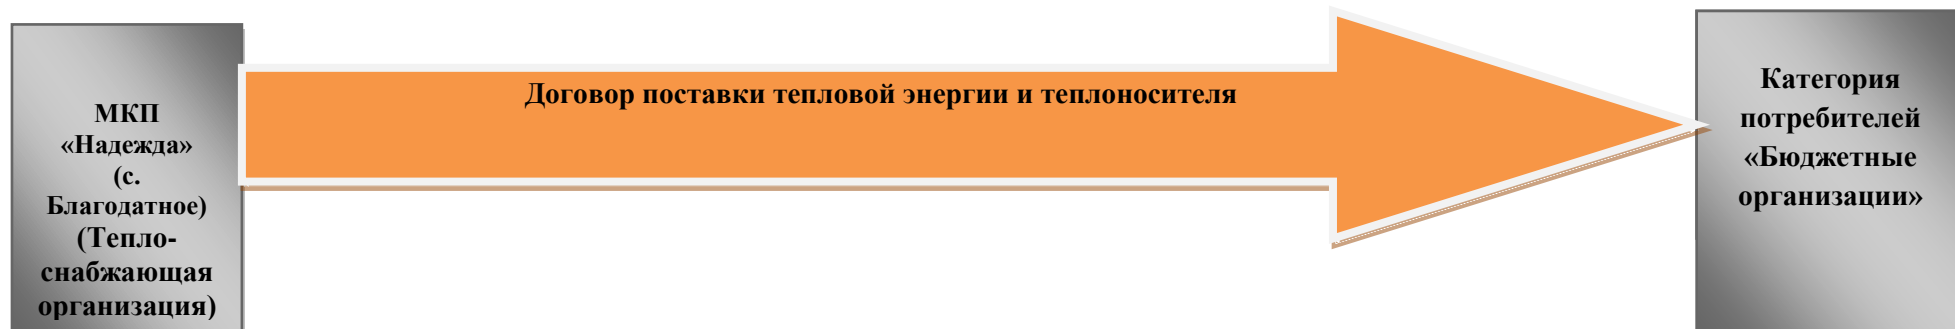 МКП
«Надежда»
(с.
Благодатное)
(Тепло-
снабжающая
организация)
Договор поставки тепловой энергии и теплоносителя
Категория
потребителей
«Бюджетные
организации»